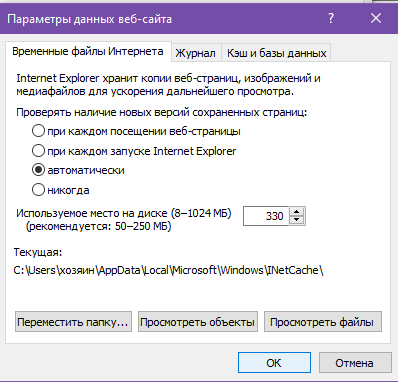 Параметры данных веб-сайта
Временные файлы Интернета
Журнал
Кэш и базы данных
Internet Explorer хранит копии веб-страниц, изображений и
медиафайлов для ускорения дальнейшего просмотра.
Проверять наличие новых версий сохраненных страниц:
при каждом посещении веб-страницы
при каждом запуске Internet Explorer
автоматически
никогда
Используемое место на диске (8–1024 МБ)
330
(рекомендуется: 50–250 МБ)
Текущая:
C:\Users\хозяин\AppData\Local\Microsoft\Windows\INetCache\
Переместить папку...
Просмотреть объекты
Просмотреть файлы
ОК
Отмена